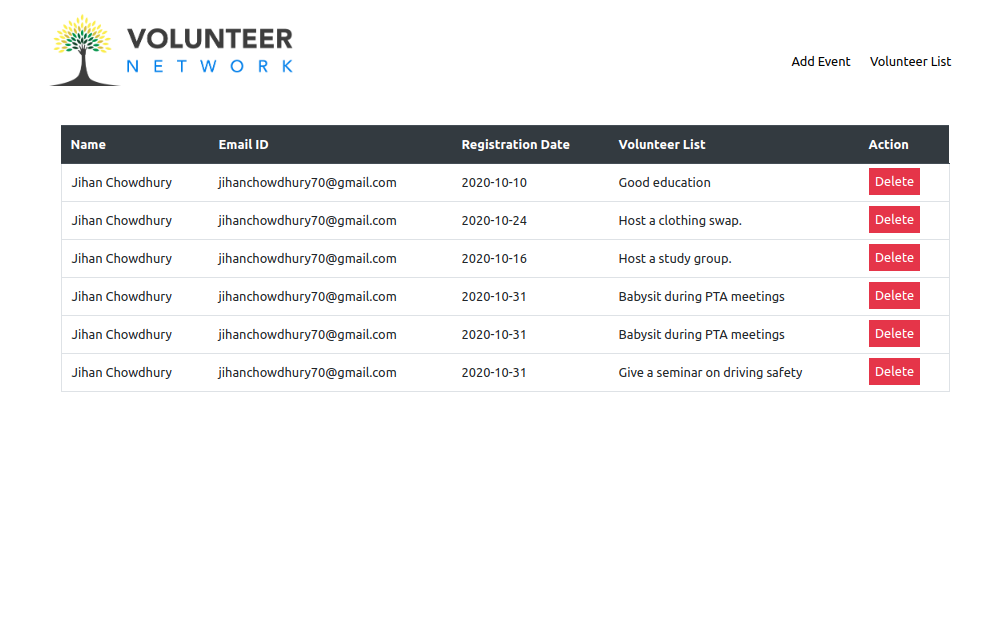 VOLUNTEER
NETWORK
Add Event Volunteer List
Name Email ID Registration Date Volunteer List Action
Jihan Chowdhury jihanchowdhury70@gmail.com 2020-10-10 Good education Delete
Jihan Chowdhury jihanchowdhury70@gmail.com 2020-10-24 Host a clothing swap. Delete
Jihan Chowdhury jihanchowdhury70@gmail.com 2020-10-16 Host a study group. Delete
Jihan Chowdhury jihanchowdhury70@gmail.com 2020-10-31 Babysit during PTA meetings Delete
Jihan Chowdhury jihanchowdhury70@gmail.com 2020-10-31 Babysit during PTA meetings Delete
Jihan Chowdhury jihanchowdhury70@gmail.com 2020-10-31 Give a seminar on driving safety Delete